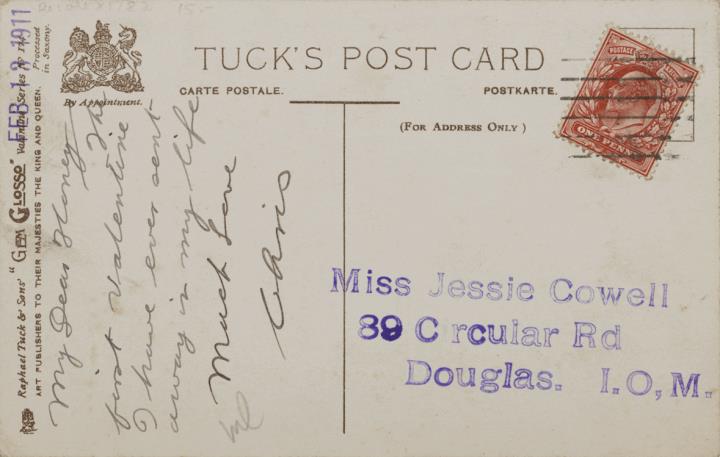 TUCK'S POST CARD
CARTE POSTALE.
POSTKARTE.
(FOR ADDRESS ONLY)
By Appointment.
POSTAGE
ONE PENNY
Raphael Tuck & Sons' "GEM GLOSSO" Valentine Series
ART PUBLISHERS TO THEIR MAJESTIES THE KING AND QUEEN.
Processed
in Saxony.
1911
My Dear Honey
The
first Valentine
I have ever sent
away in my life
Much Love
Chris
Miss Jessie Cowell
89 C rcular Rd
Douglas. I.O,M.